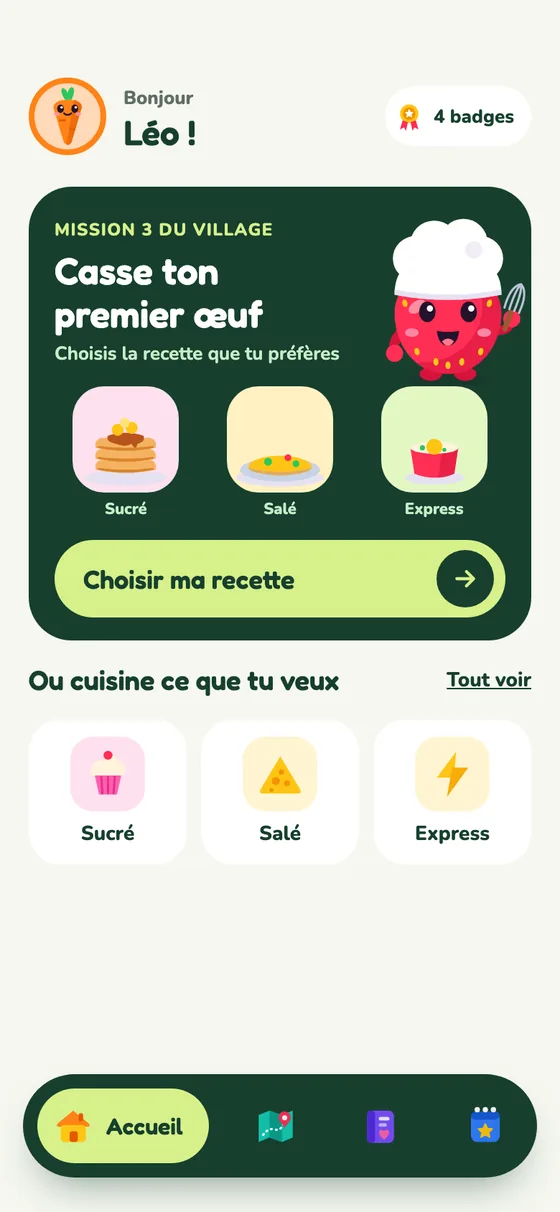 Bonjour
Léo !
4 badges
MISSION 3 DU VILLAGE
Casse ton
premier œuf
Choisis la recette que tu préfères
Sucré
Salé
Express
Choisir ma recette
Ou cuisine ce que tu veux
Tout voir
Sucré
Salé
Express
Accueil